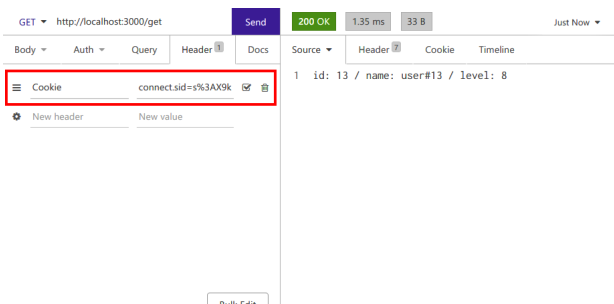 GET http://localhost:3000/get Send 200 OK 1.35 ms 33 B Just Now
Body Auth Query Header 1 Docs Source Header 7 Cookie Timeline
Cookie connect.sid=s%3AX9k
1 id: 13 / name: user#13 / level: 8
New header New value
Bulk Edit